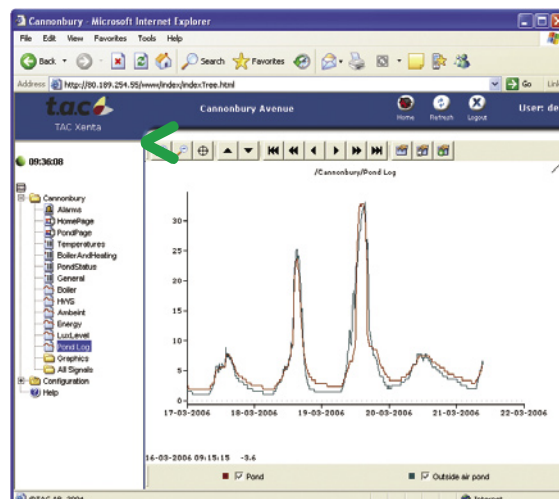 Cannonbury - Microsoft Internet Explorer
File Edit View Favorites Tools Help
Back Search Favorites
Address http://80.189.254.55/www/index/indexTree.html Go
t.a.c
TAC Xenta
Cannonbury Avenue
Home Refresh Logout
User: de
09:36:08
/Cannonbury/Pond Log
Cannonbury
Alarms
HomePage
PondPage
Temperatures
BoilerAndHeating
PondStatus
General
Boiler
HWS
Ambeint
Energy
LuxLevel
Pond Log
Graphics
All Signals
Configuration
Help
30
25
20
15
10
5
0
17-03-2006 18-03-2006 19-03-2006 20-03-2006 21-03-2006 22-03-2006
16-03-2006 09:15:15 -3.6
Pond Outside air pond